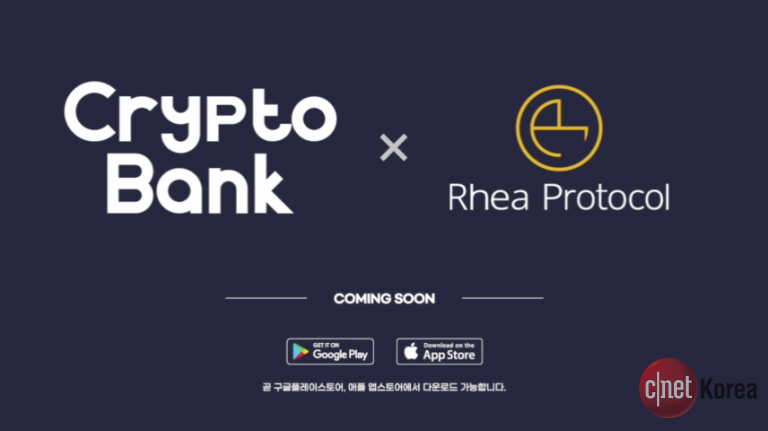 Crypto
Bank
×
Rhea Protocol
COMING SOON
GET IT ON
Google Play
Download on the
App Store
곧 구글플레이스토어, 애플 앱스토어에서 다운로드 가능합니다.
c|net Korea